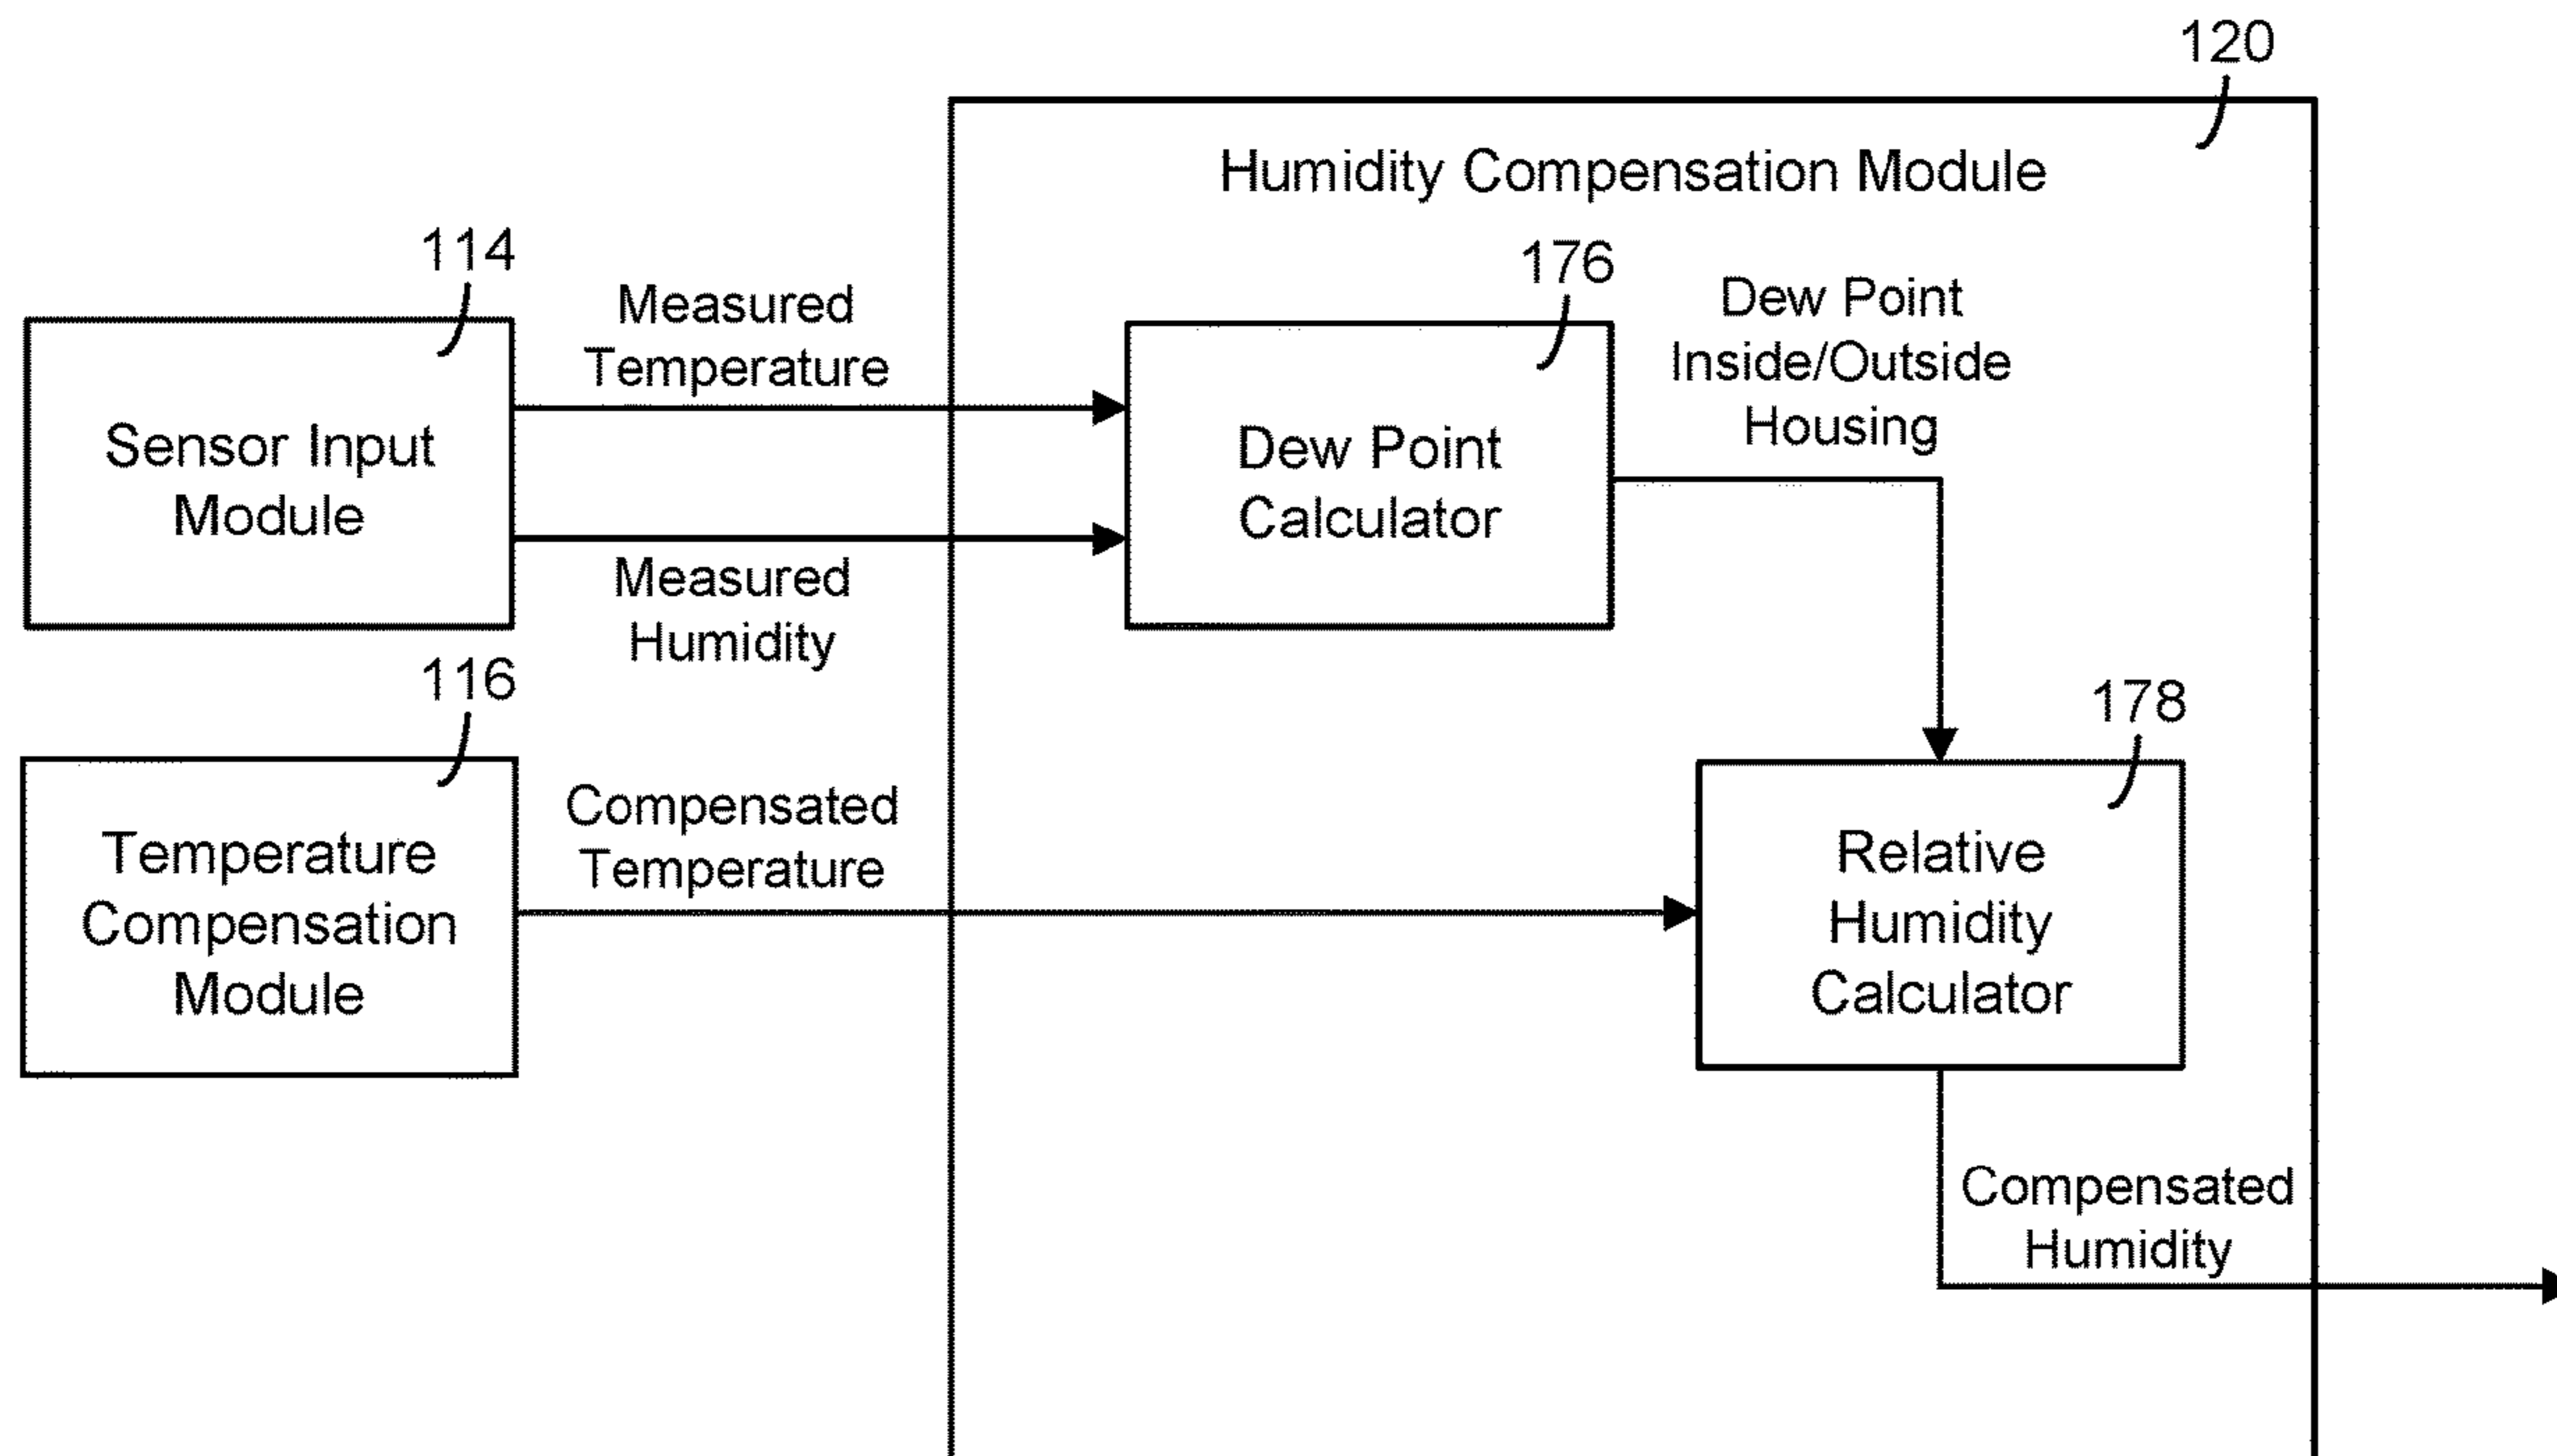 120
Humidity Compensation Module
114
Sensor Input
Module
Measured
Temperature
Measured
Humidity
176
Dew Point
Calculator
Dew Point
Inside/Outside
Housing
116
Temperature
Compensation
Module
Compensated
Temperature
178
Relative
Humidity
Calculator
Compensated
Humidity